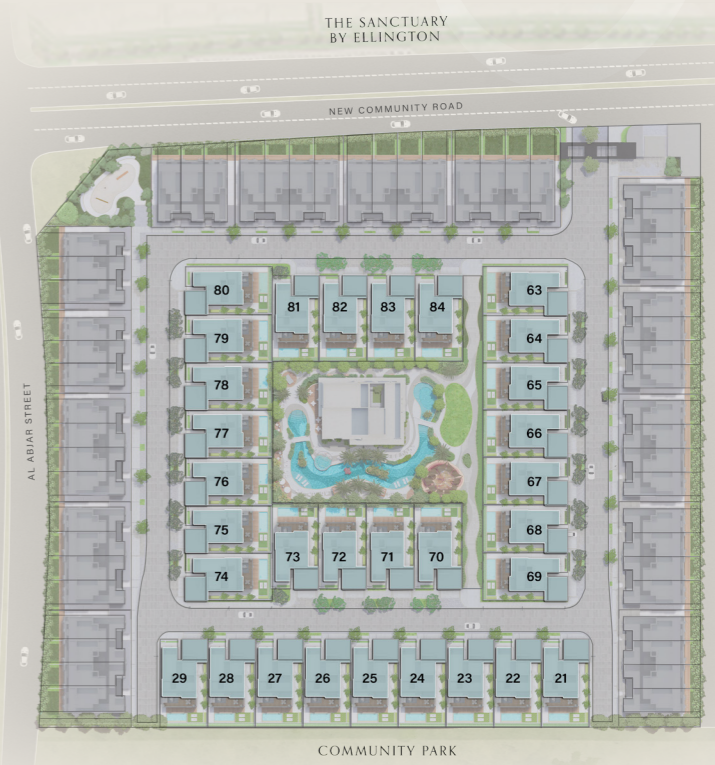 THE SANCTUARY
BY ELLINGTON
NEW COMMUNITY ROAD
80
81 82 83 84
63
79
64
78
65
AL ABJAR STREET
77
66
76
67
75
68
73 72 71 70
74
69
29 28 27 26 25 24 23 22 21
COMMUNITY PARK